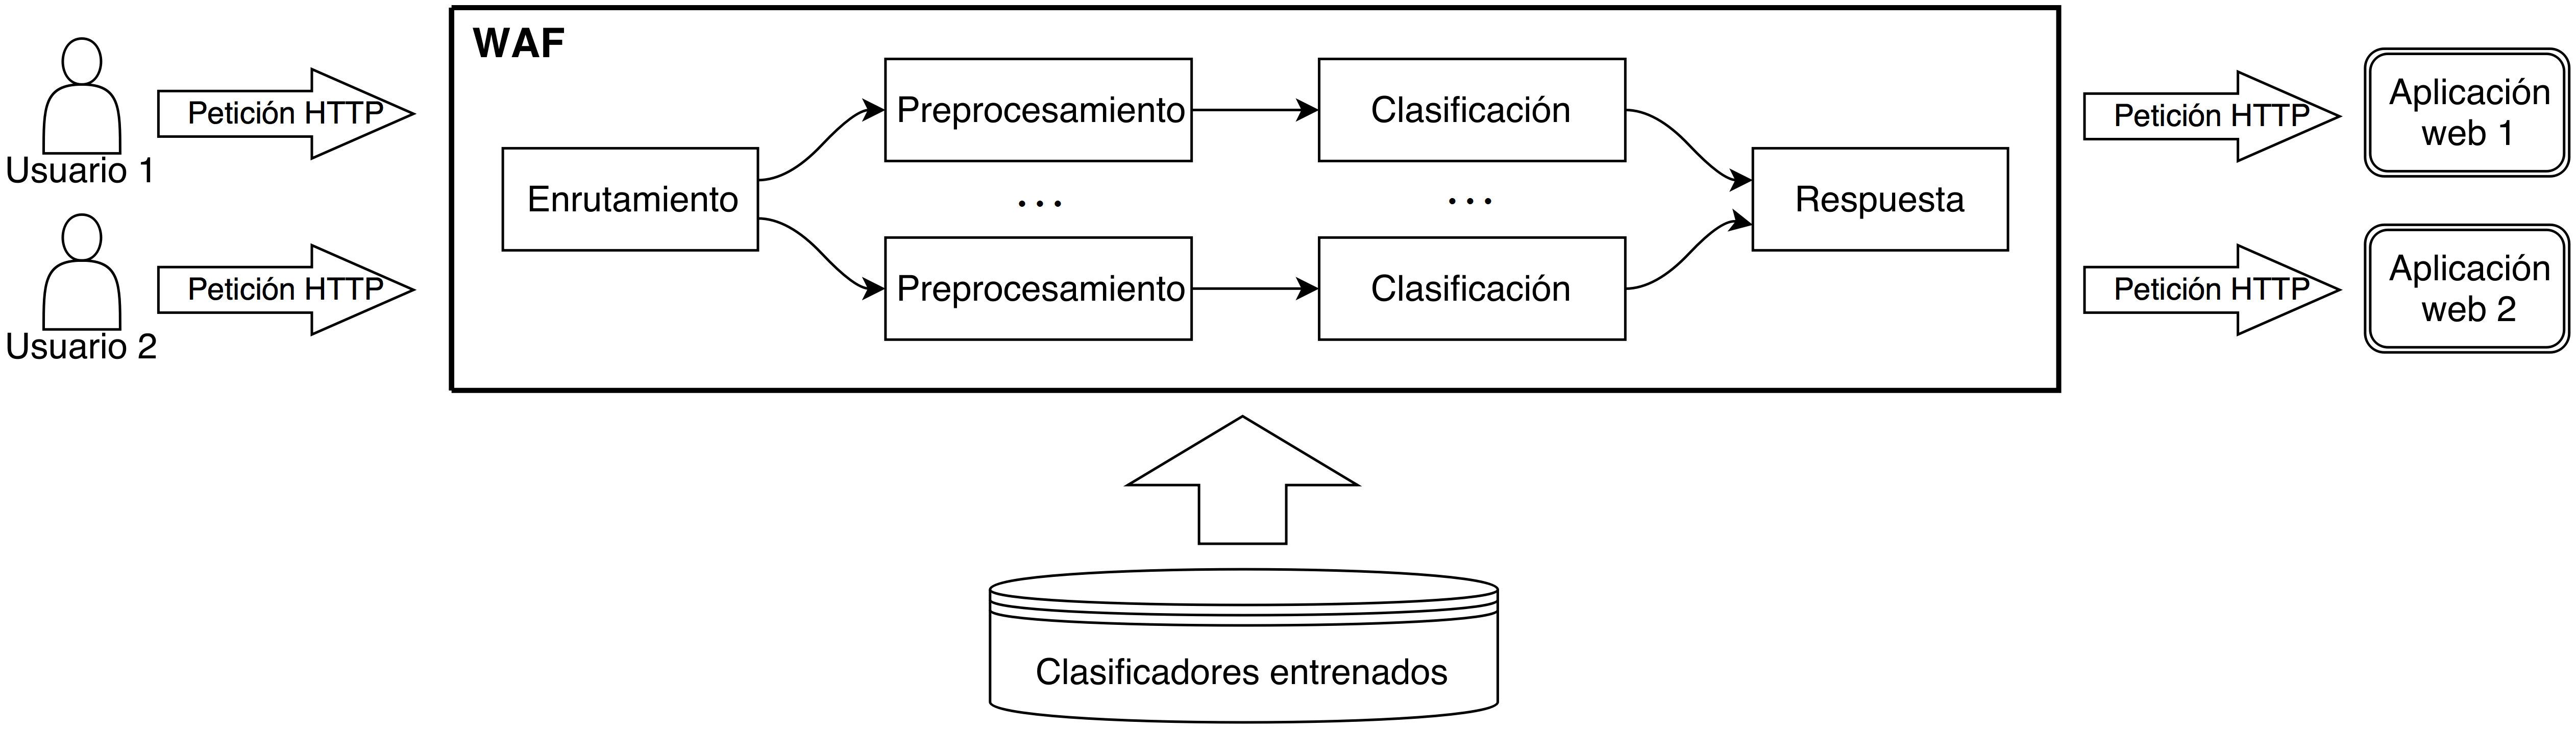 WAF
Usuario 1
Petición HTTP
Usuario 2
Petición HTTP
Enrutamiento
Preprocesamiento
Clasificación
. . .
. . .
Preprocesamiento
Clasificación
Respuesta
Petición HTTP
Aplicación
web 1
Petición HTTP
Aplicación
web 2
Clasificadores entrenados